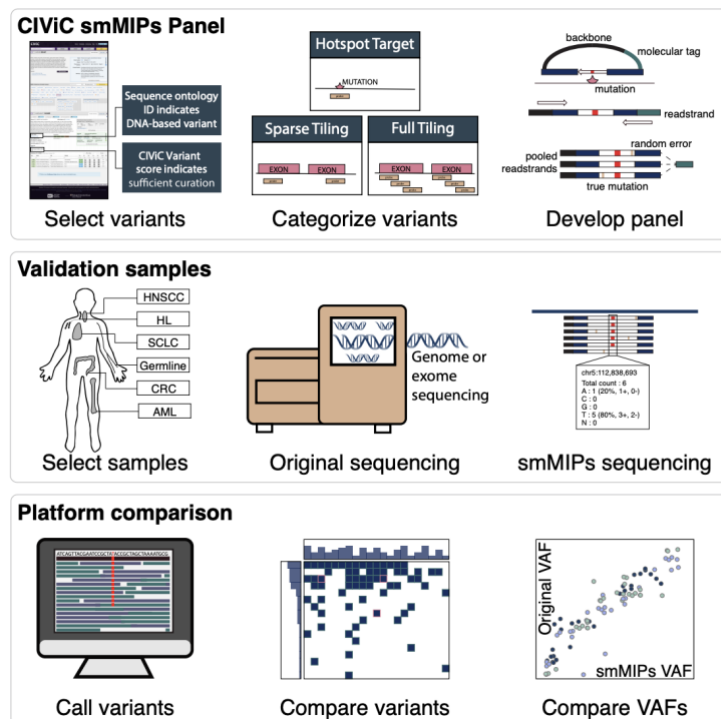 CIViC smMIPs Panel
Sequence ontology
ID indicates
DNA-based variant
CIViC Variant
score indicates
sufficient curation
Select variants
Hotspot Target
MUTATION
Sparse Tiling
EXON EXON
Full Tiling
EXON EXON
Categorize variants
backbone
molecular tag
mutation
readstrand
random error
pooled
readstrands
true mutation
Develop panel
Validation samples
HNSCC
HL
SCLC
Germline
CRC
AML
Select samples
Genome or
exome
sequencing
Original sequencing
chr5:112,838,693
Total count : 6
A : 1 (20%, 1+, 0-)
C : 0
G : 0
T : 5 (80%, 3+, 2-)
N : 0
smMIPs sequencing
Platform comparison
Call variants
Compare variants
Original VAF
smMIPs VAF
Compare VAFs